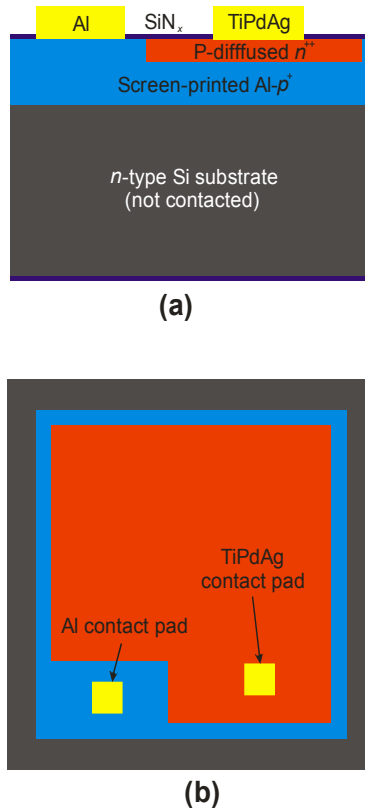 Al SiNₓ TiPdAg
P-difffused n⁺⁺
Screen-printed Al-p⁺
n-type Si substrate
(not contacted)
(a)
TiPdAg
contact pad
Al contact pad
(b)